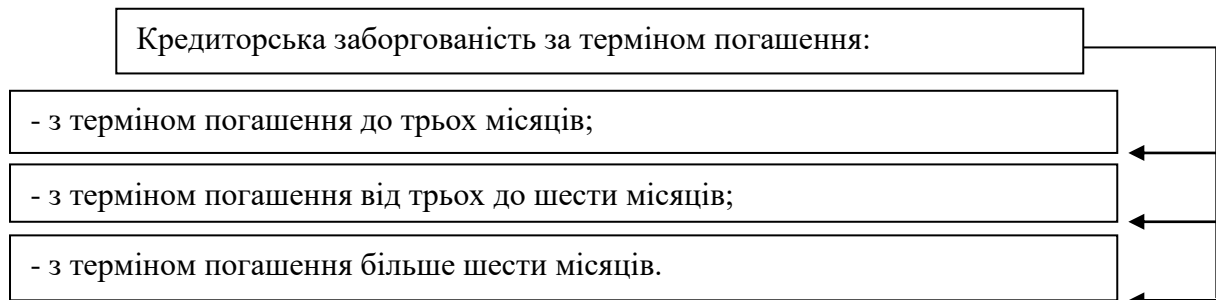 Кредиторська заборгованість за терміном погашення:
- з терміном погашення до трьох місяців;
- з терміном погашення від трьох до шести місяців;
- з терміном погашення більше шести місяців.